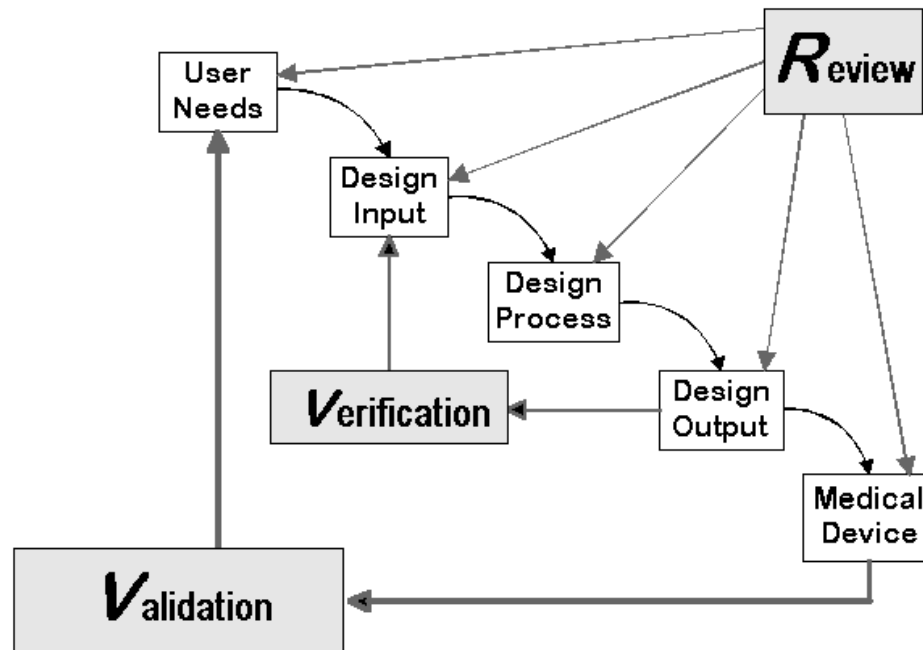 User
Needs
Review
Design
Input
Design
Process
Verification
Design
Output
Medical
Device
Validation